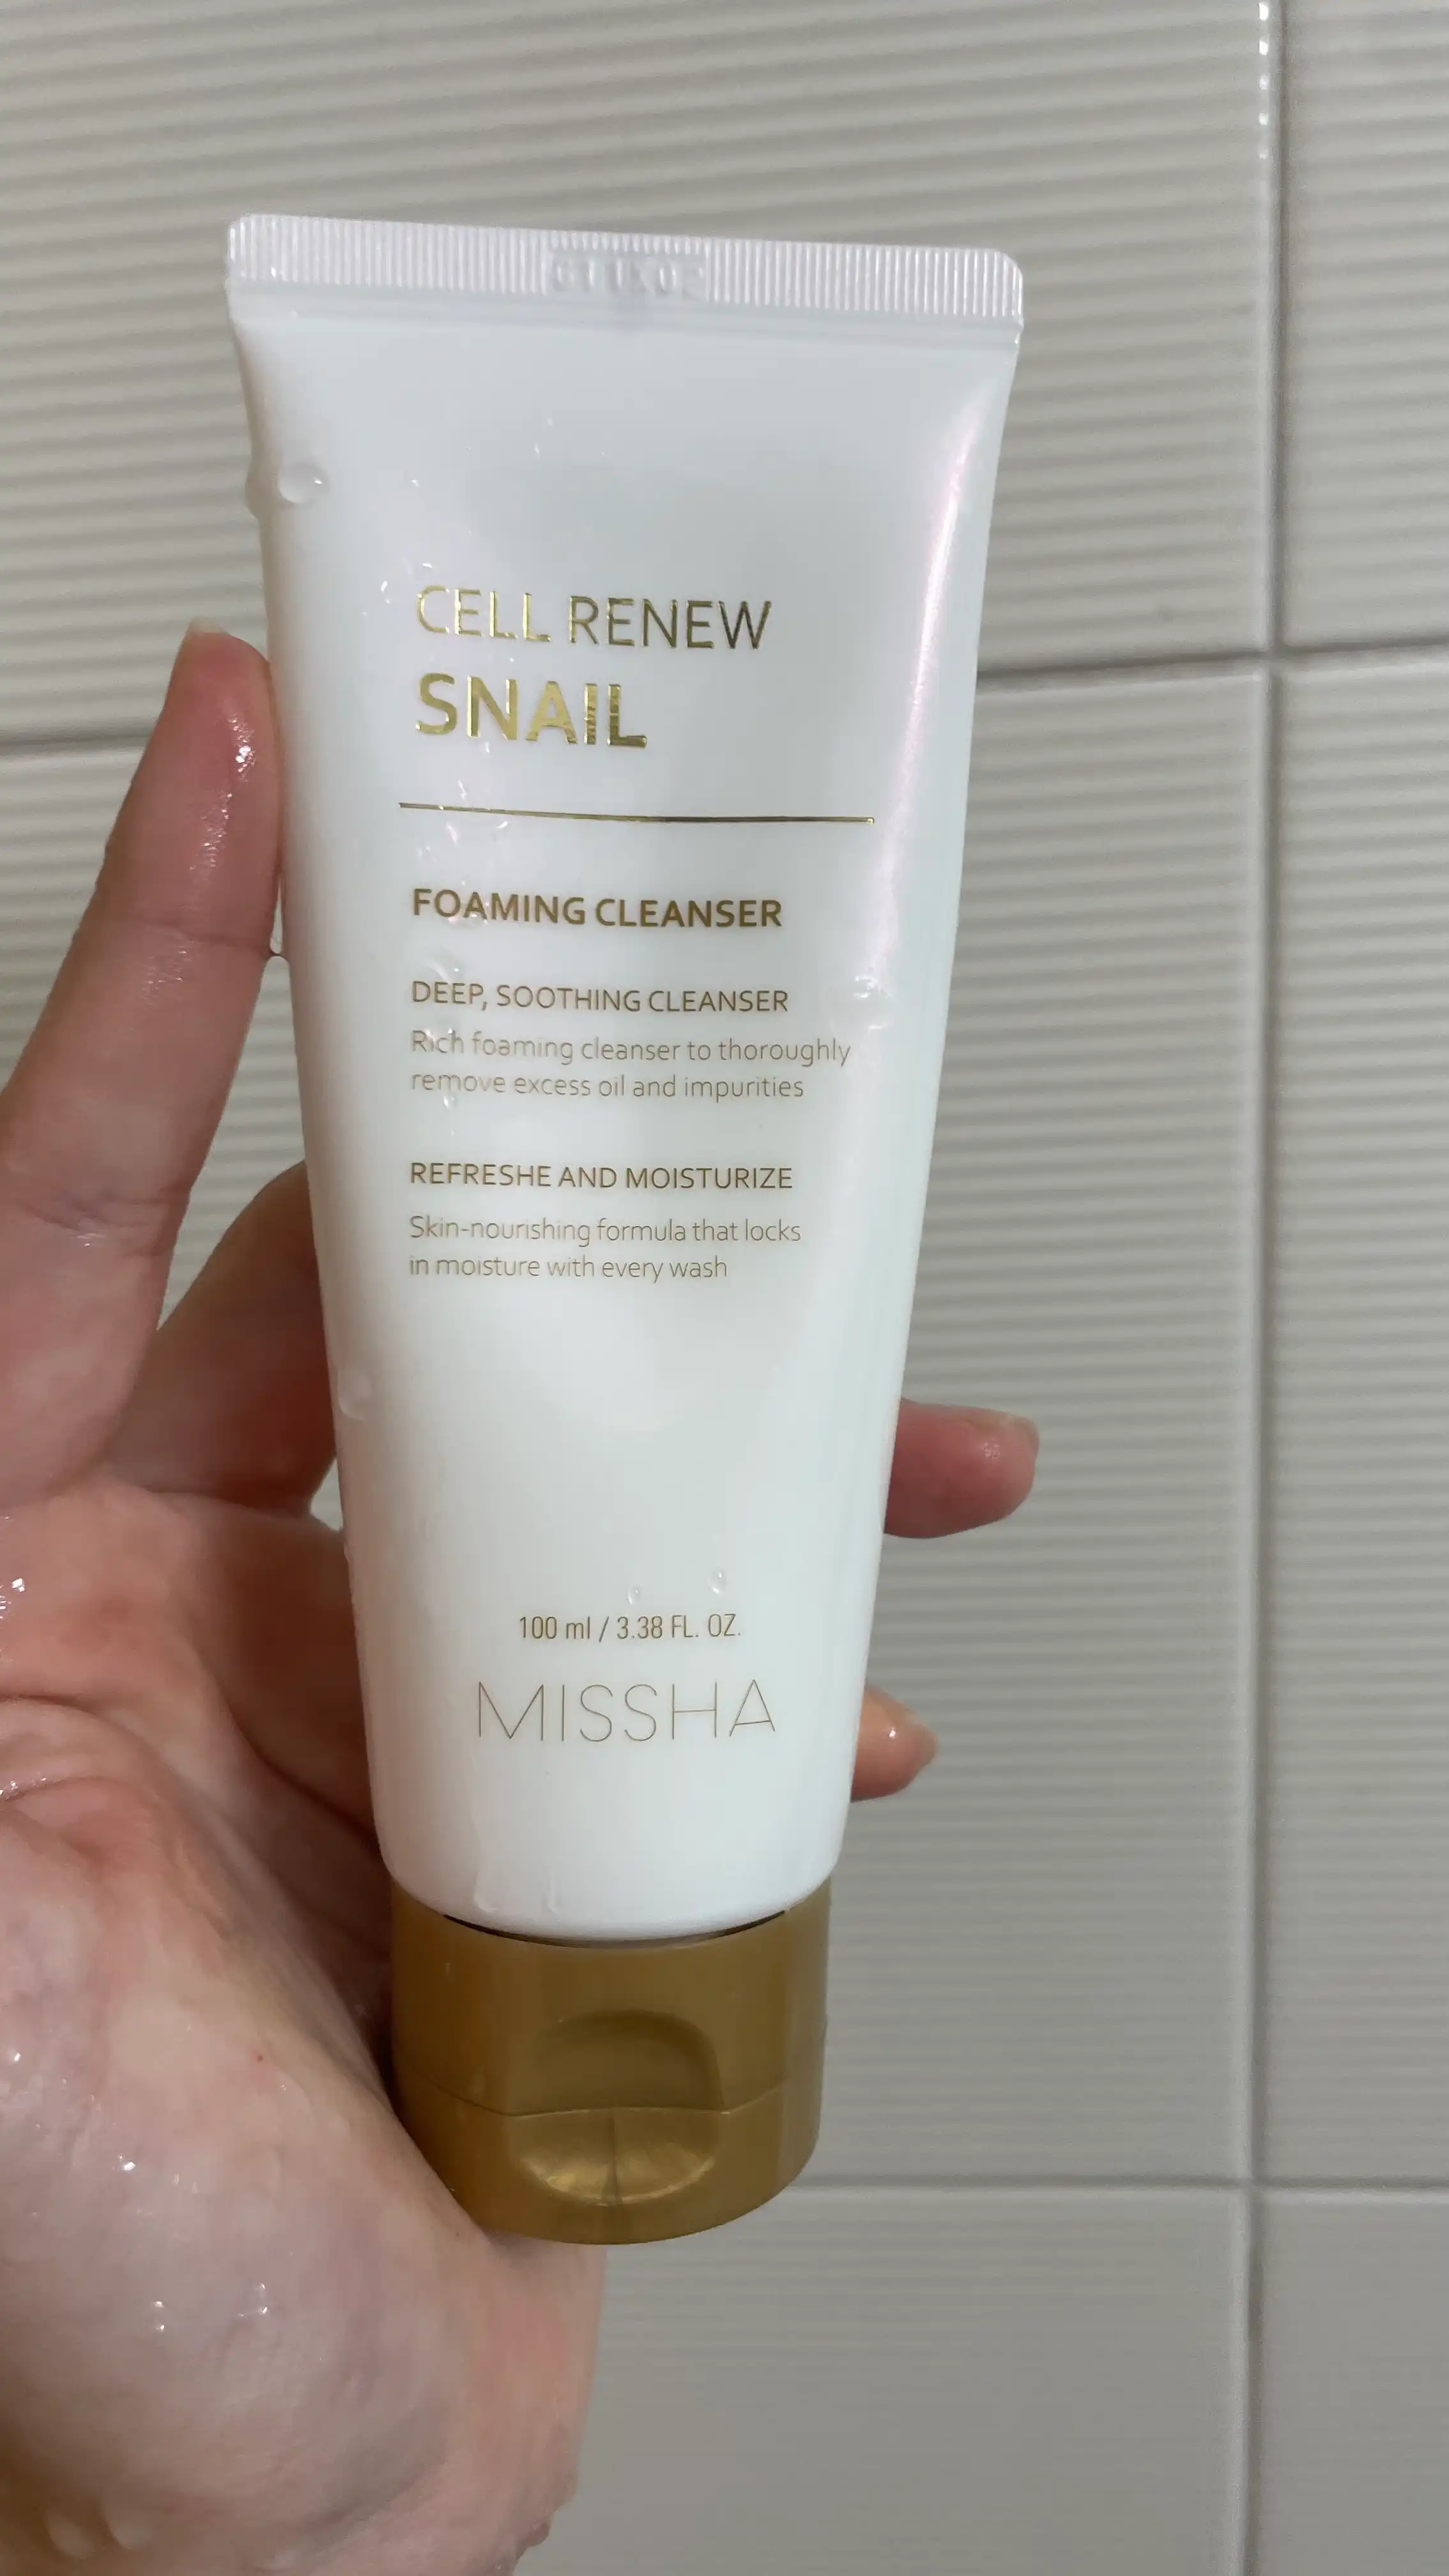 CELL RENEW
SNAIL
FOAMING CLEANSER
DEEP, SOOTHING CLEANSER
Rich foaming cleanser to thoroughly
remove excess oil and impurities
REFRESHE AND MOISTURIZE
Skin-nourishing formula that locks
in moisture with every wash
100 ml / 3.38 FL. OZ.
MISSHA